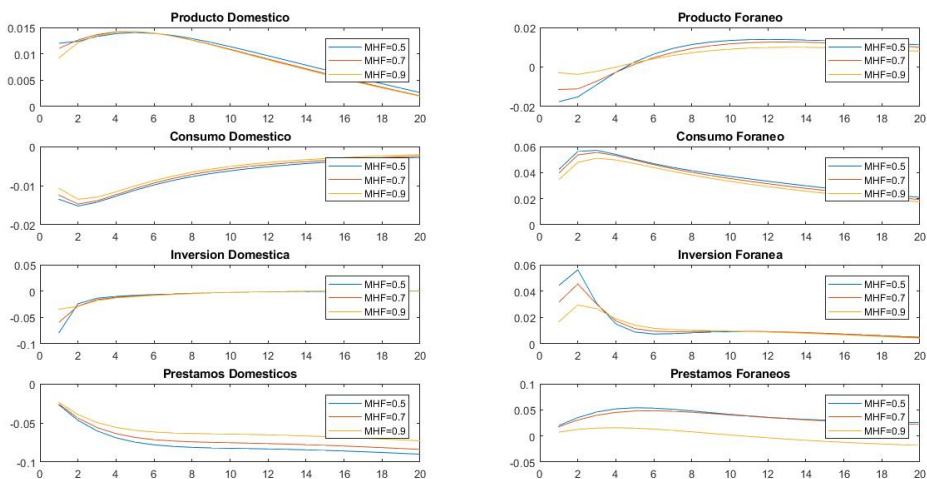 Producto Domestico
0.015
0.01
0.005
0
MHF=0.5
MHF=0.7
MHF=0.9
0 2 4 6 8 10 12 14 16 18 20
Producto Foraneo
0.02
0
-0.02
MHF=0.5
MHF=0.7
MHF=0.9
0 2 4 6 8 10 12 14 16 18 20
Consumo Domestico
0
-0.01
-0.02
MHF=0.5
MHF=0.7
MHF=0.9
0 2 4 6 8 10 12 14 16 18 20
Consumo Foraneo
0.06
0.04
0.02
0
MHF=0.5
MHF=0.7
MHF=0.9
0 2 4 6 8 10 12 14 16 18 20
Inversion Domestica
0.05
0
-0.05
-0.1
MHF=0.5
MHF=0.7
MHF=0.9
0 2 4 6 8 10 12 14 16 18 20
Inversion Foranea
0.06
0.04
0.02
0
MHF=0.5
MHF=0.7
MHF=0.9
0 2 4 6 8 10 12 14 16 18 20
Prestamos Domesticos
0
-0.05
-0.1
MHF=0.5
MHF=0.7
MHF=0.9
0 2 4 6 8 10 12 14 16 18 20
Prestamos Foraneos
0.1
0.05
0
-0.05
MHF=0.5
MHF=0.7
MHF=0.9
0 2 4 6 8 10 12 14 16 18 20